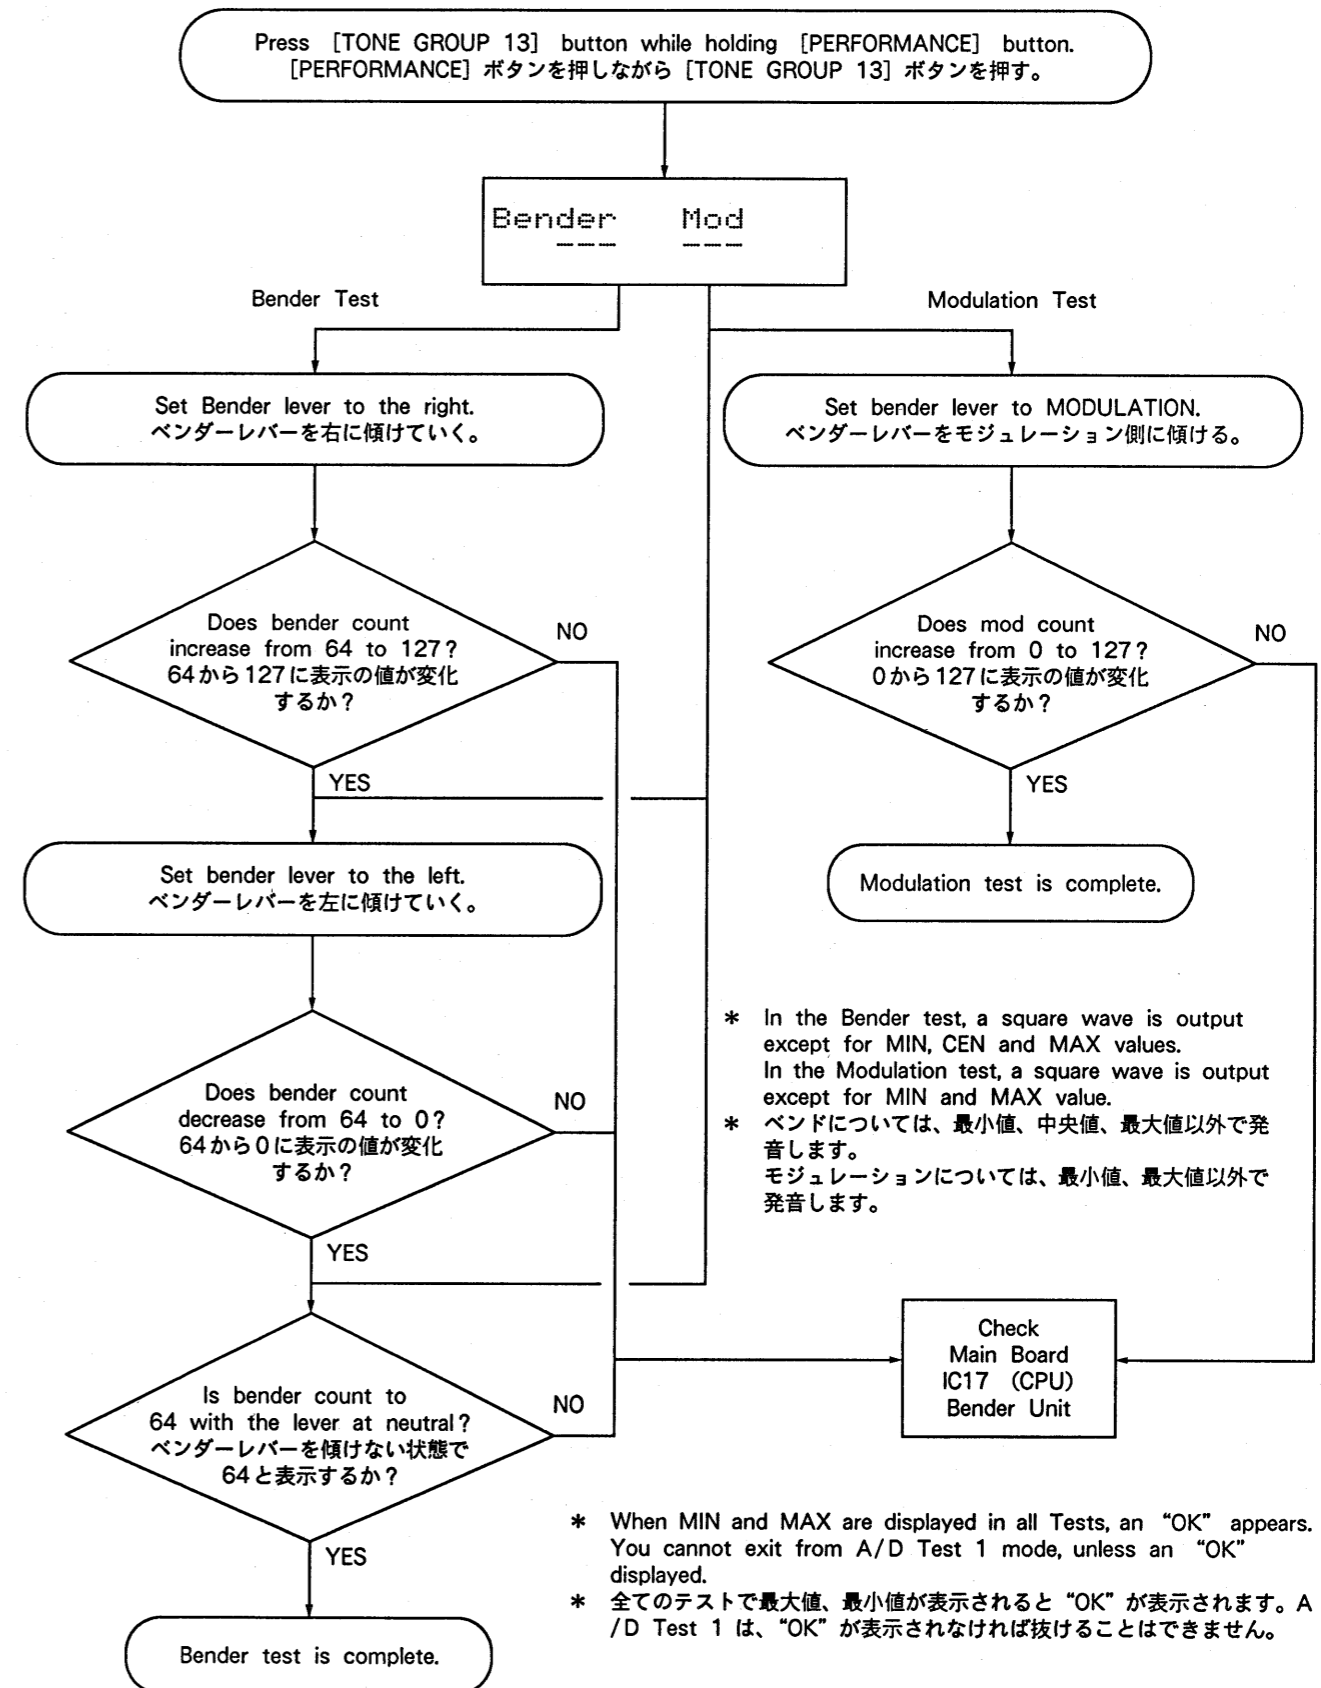 Press [TONE GROUP 13] button while holding [PERFORMANCE] button.
[PERFORMANCE] ボタンを押しながら [TONE GROUP 13] ボタンを押す。
Bender Mod
--- ---
Bender Test
Modulation Test
Set Bender lever to the right.
ベンダーレバーを右に傾けていく。
Set bender lever to MODULATION.
ベンダーレバーをモジュレーション側に傾ける。
Does bender count
increase from 64 to 127?
64から127に表示の値が変化
するか?
NO
YES
Does mod count
increase from 0 to 127?
0から127に表示の値が変化
するか?
NO
YES
Set bender lever to the left.
ベンダーレバーを左に傾けていく。
Modulation test is complete.
Does bender count
decrease from 64 to 0?
64から0に表示の値が変化
するか?
NO
YES
* In the Bender test, a square wave is output
except for MIN, CEN and MAX values.
In the Modulation test, a square wave is output
except for MIN and MAX value.
* ベンドについては、最小値、中央値、最大値以外で発
音します。
モジュレーションについては、最小値、最大値以外で
発音します。
Check
Main Board
IC17 (CPU)
Bender Unit
Is bender count to
64 with the lever at neutral?
ベンダーレバーを傾けない状態で
64と表示するか?
NO
YES
* When MIN and MAX are displayed in all Tests, an “OK” appears.
You cannot exit from A/D Test 1 mode, unless an “OK”
displayed.
* 全てのテストで最大値、最小値が表示されると “OK” が表示されます。A
/D Test 1 は、“OK” が表示されなければ抜けることはできません。
Bender test is complete.